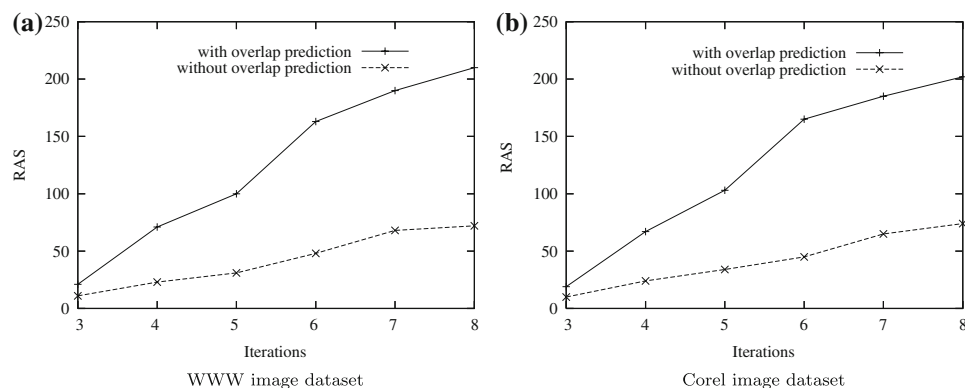 (a)
250
200
150
100
50
0
RAS
with overlap prediction
without overlap prediction
3 4 5 6 7 8
Iterations
WWW image dataset
(b)
250
200
150
100
50
0
RAS
with overlap prediction
without overlap prediction
3 4 5 6 7 8
Iterations
Corel image dataset